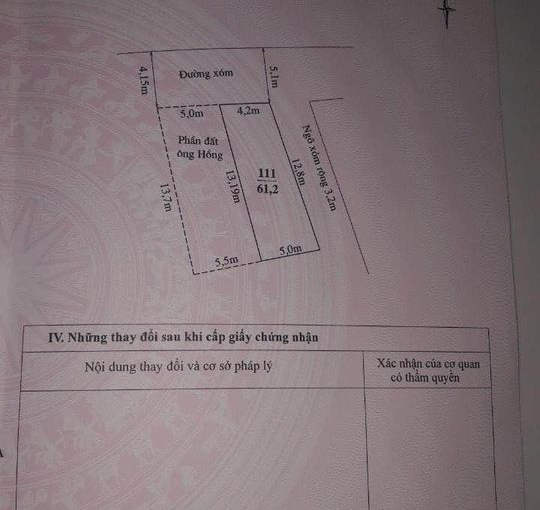 4,15m
Đường xóm
5,1m
5,0m
4,2m
Phần đất
ông Hồng
Ngõ xóm rộng 3,2m
12,8m
111
61,2
13,19m
13,7m
5,0m
5,5m
IV. Những thay đổi sau khi cấp giấy chứng nhận
Nội dung thay đổi và cơ sở pháp lý
Xác nhận của cơ quan
có thẩm quyền
A